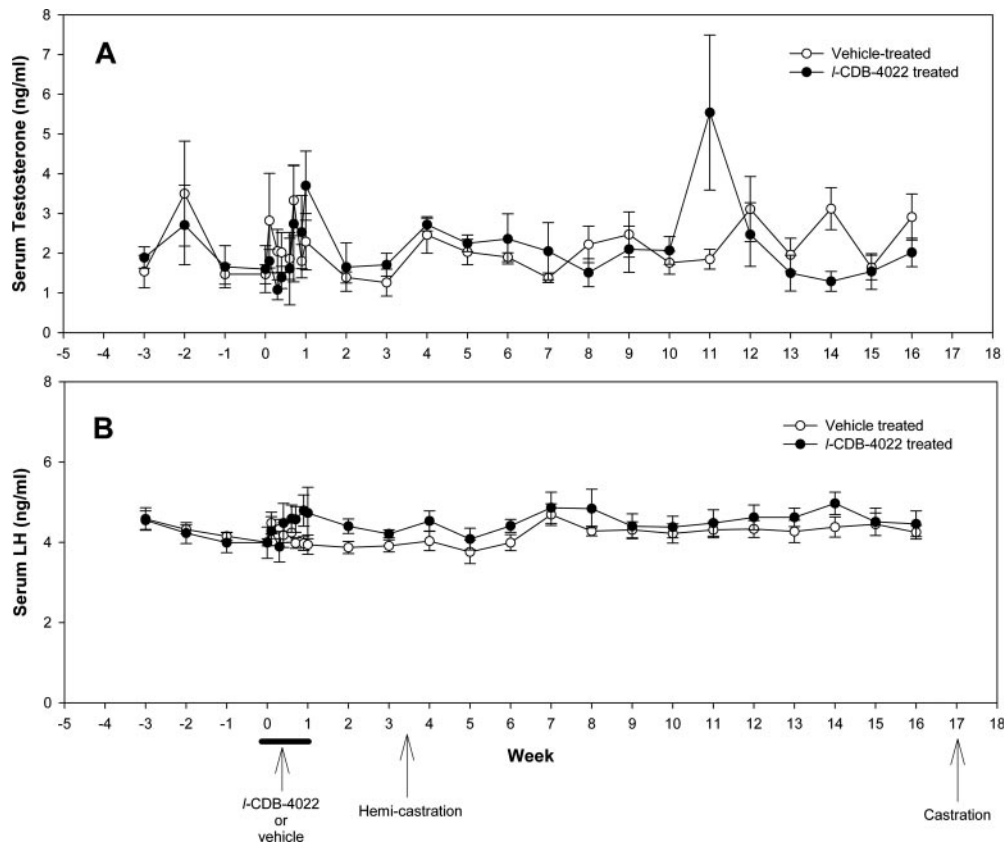 A
Serum Testosterone (ng/ml)
8
7
6
5
4
3
2
1
0
Vehicle-treated
l-CDB-4022 treated
-5 -4 -3 -2 -1 0 1 2 3 4 5 6 7 8 9 10 11 12 13 14 15 16 17 18
B
Serum LH (ng/ml)
8
6
4
2
0
Vehicle treated
l-CDB-4022 treated
-5 -4 -3 -2 -1 0 1 2 3 4 5 6 7 8 9 10 11 12 13 14 15 16 17 18
Week
l-CDB-4022
or
vehicle
Hemi-castration
Castration